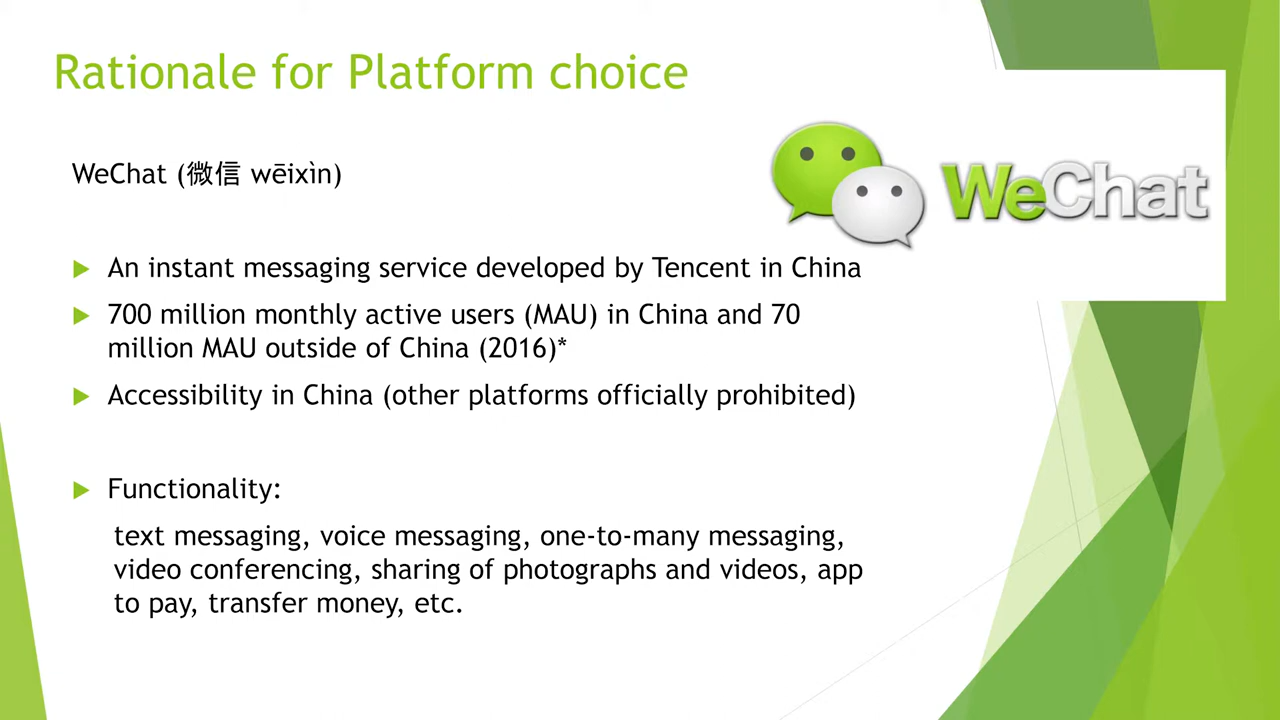 Rationale for Platform choice
WeChat (微信 wēixìn)
WeChat
An instant messaging service developed by Tencent in China
700 million monthly active users (MAU) in China and 70
million MAU outside of China (2016)*
Accessibility in China (other platforms officially prohibited)
Functionality:
text messaging, voice messaging, one-to-many messaging,
video conferencing, sharing of photographs and videos, app
to pay, transfer money, etc.